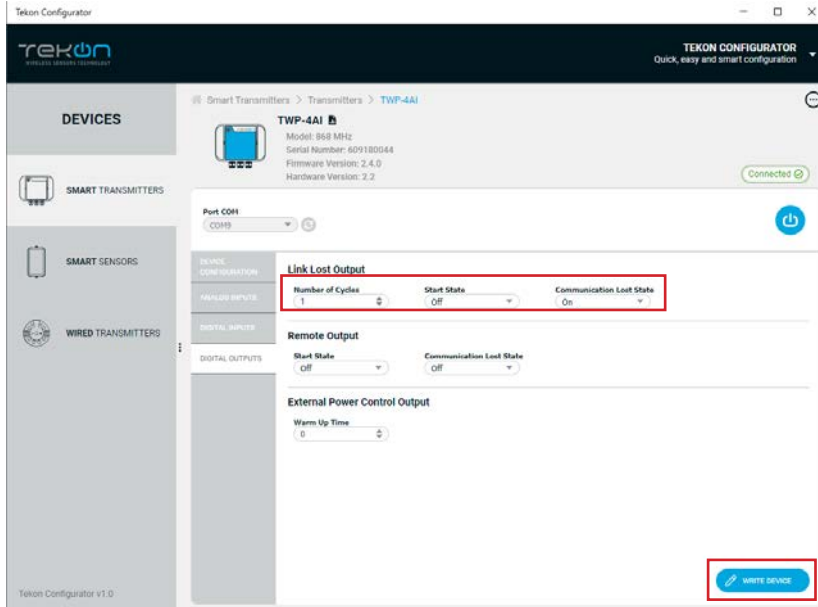 Tekon Configurator
TEKON
WIRELESS SENSORS TECHNOLOGY
TEKON CONFIGURATOR
Quick, easy and smart configuration
DEVICES
SMART TRANSMITTERS
SMART SENSORS
WIRED TRANSMITTERS
Tekon Configurator v1.0
Smart Transmitters > Transmitters > TWP-4AI
TWP-4AI
Model: 868 MHz
Serial Number: 609180044
Firmware Version: 2.4.0
Hardware Version: 2.2
Connected
Port COM
COM9
DEVICE
CONFIGURATION
ANALOG INPUTS
DIGITAL INPUTS
DIGITAL OUTPUTS
Link Lost Output
Number of Cycles Start State Communication Lost State
1 Off On
Remote Output
Start State Communication Lost State
Off Off
External Power Control Output
Warm Up Time
0
WRITE DEVICE